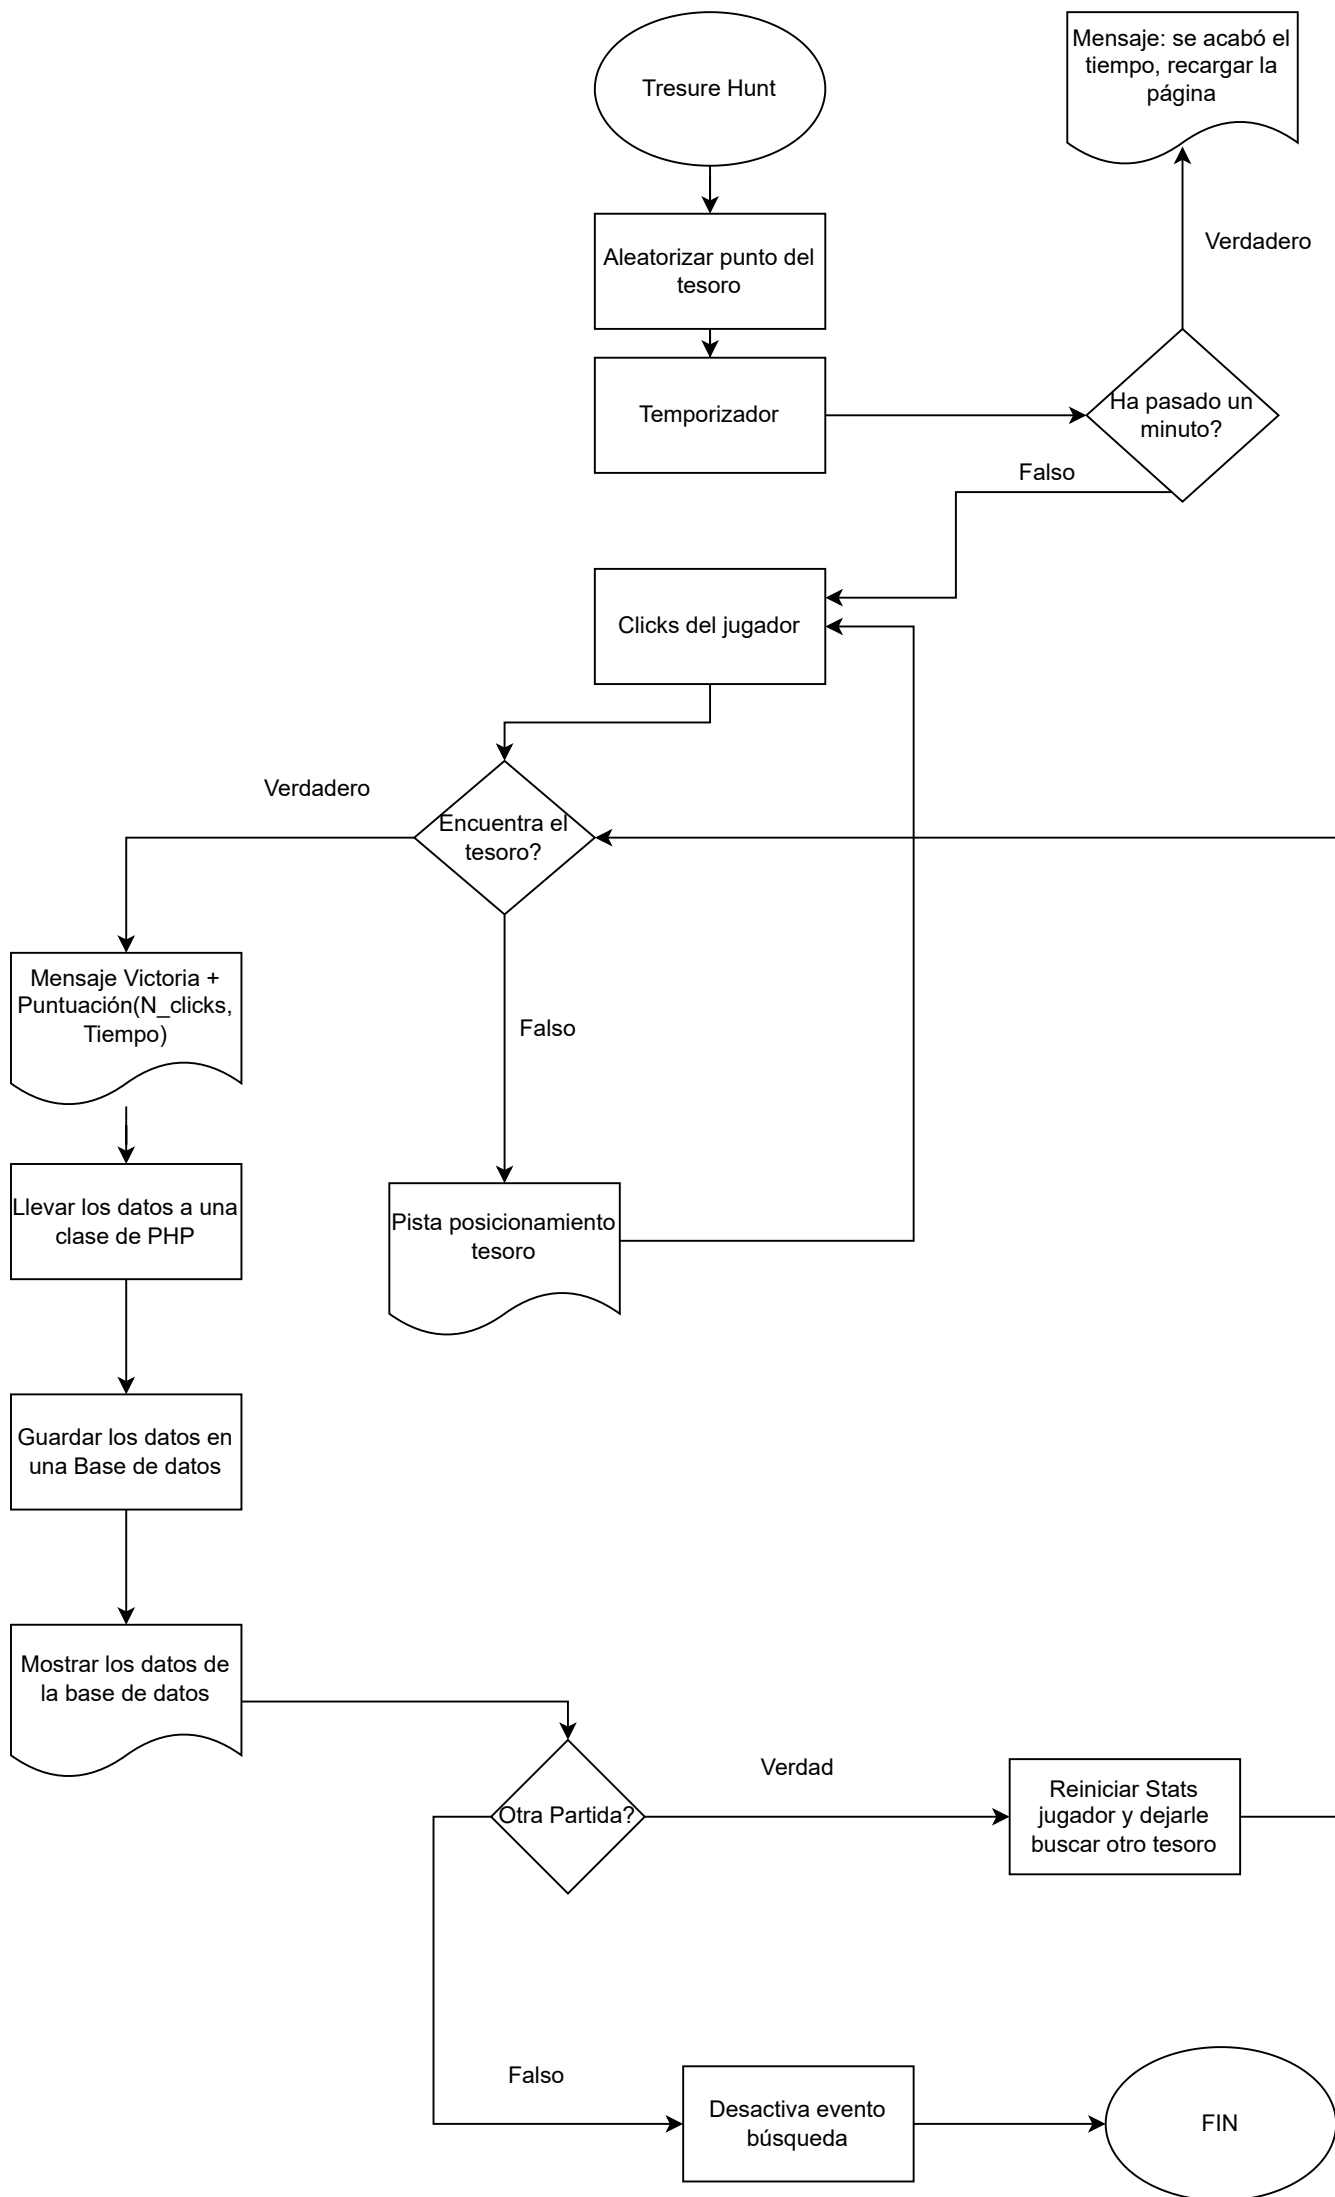 Tresure Hunt
Mensaje: se acabó el
tiempo, recargar la
página
Verdadero
Aleatorizar punto del
tesoro
Temporizador
Ha pasado un
minuto?
Falso
Clicks del jugador
Verdadero
Encuentra el
tesoro?
Mensaje Victoria +
Puntuación(N_clicks,
Tiempo)
Falso
Llevar los datos a una
clase de PHP
Pista posicionamiento
tesoro
Guardar los datos en
una Base de datos
Mostrar los datos de
la base de datos
Otra Partida?
Verdad
Reiniciar Stats
jugador y dejarle
buscar otro tesoro
Falso
Desactiva evento
búsqueda
FIN